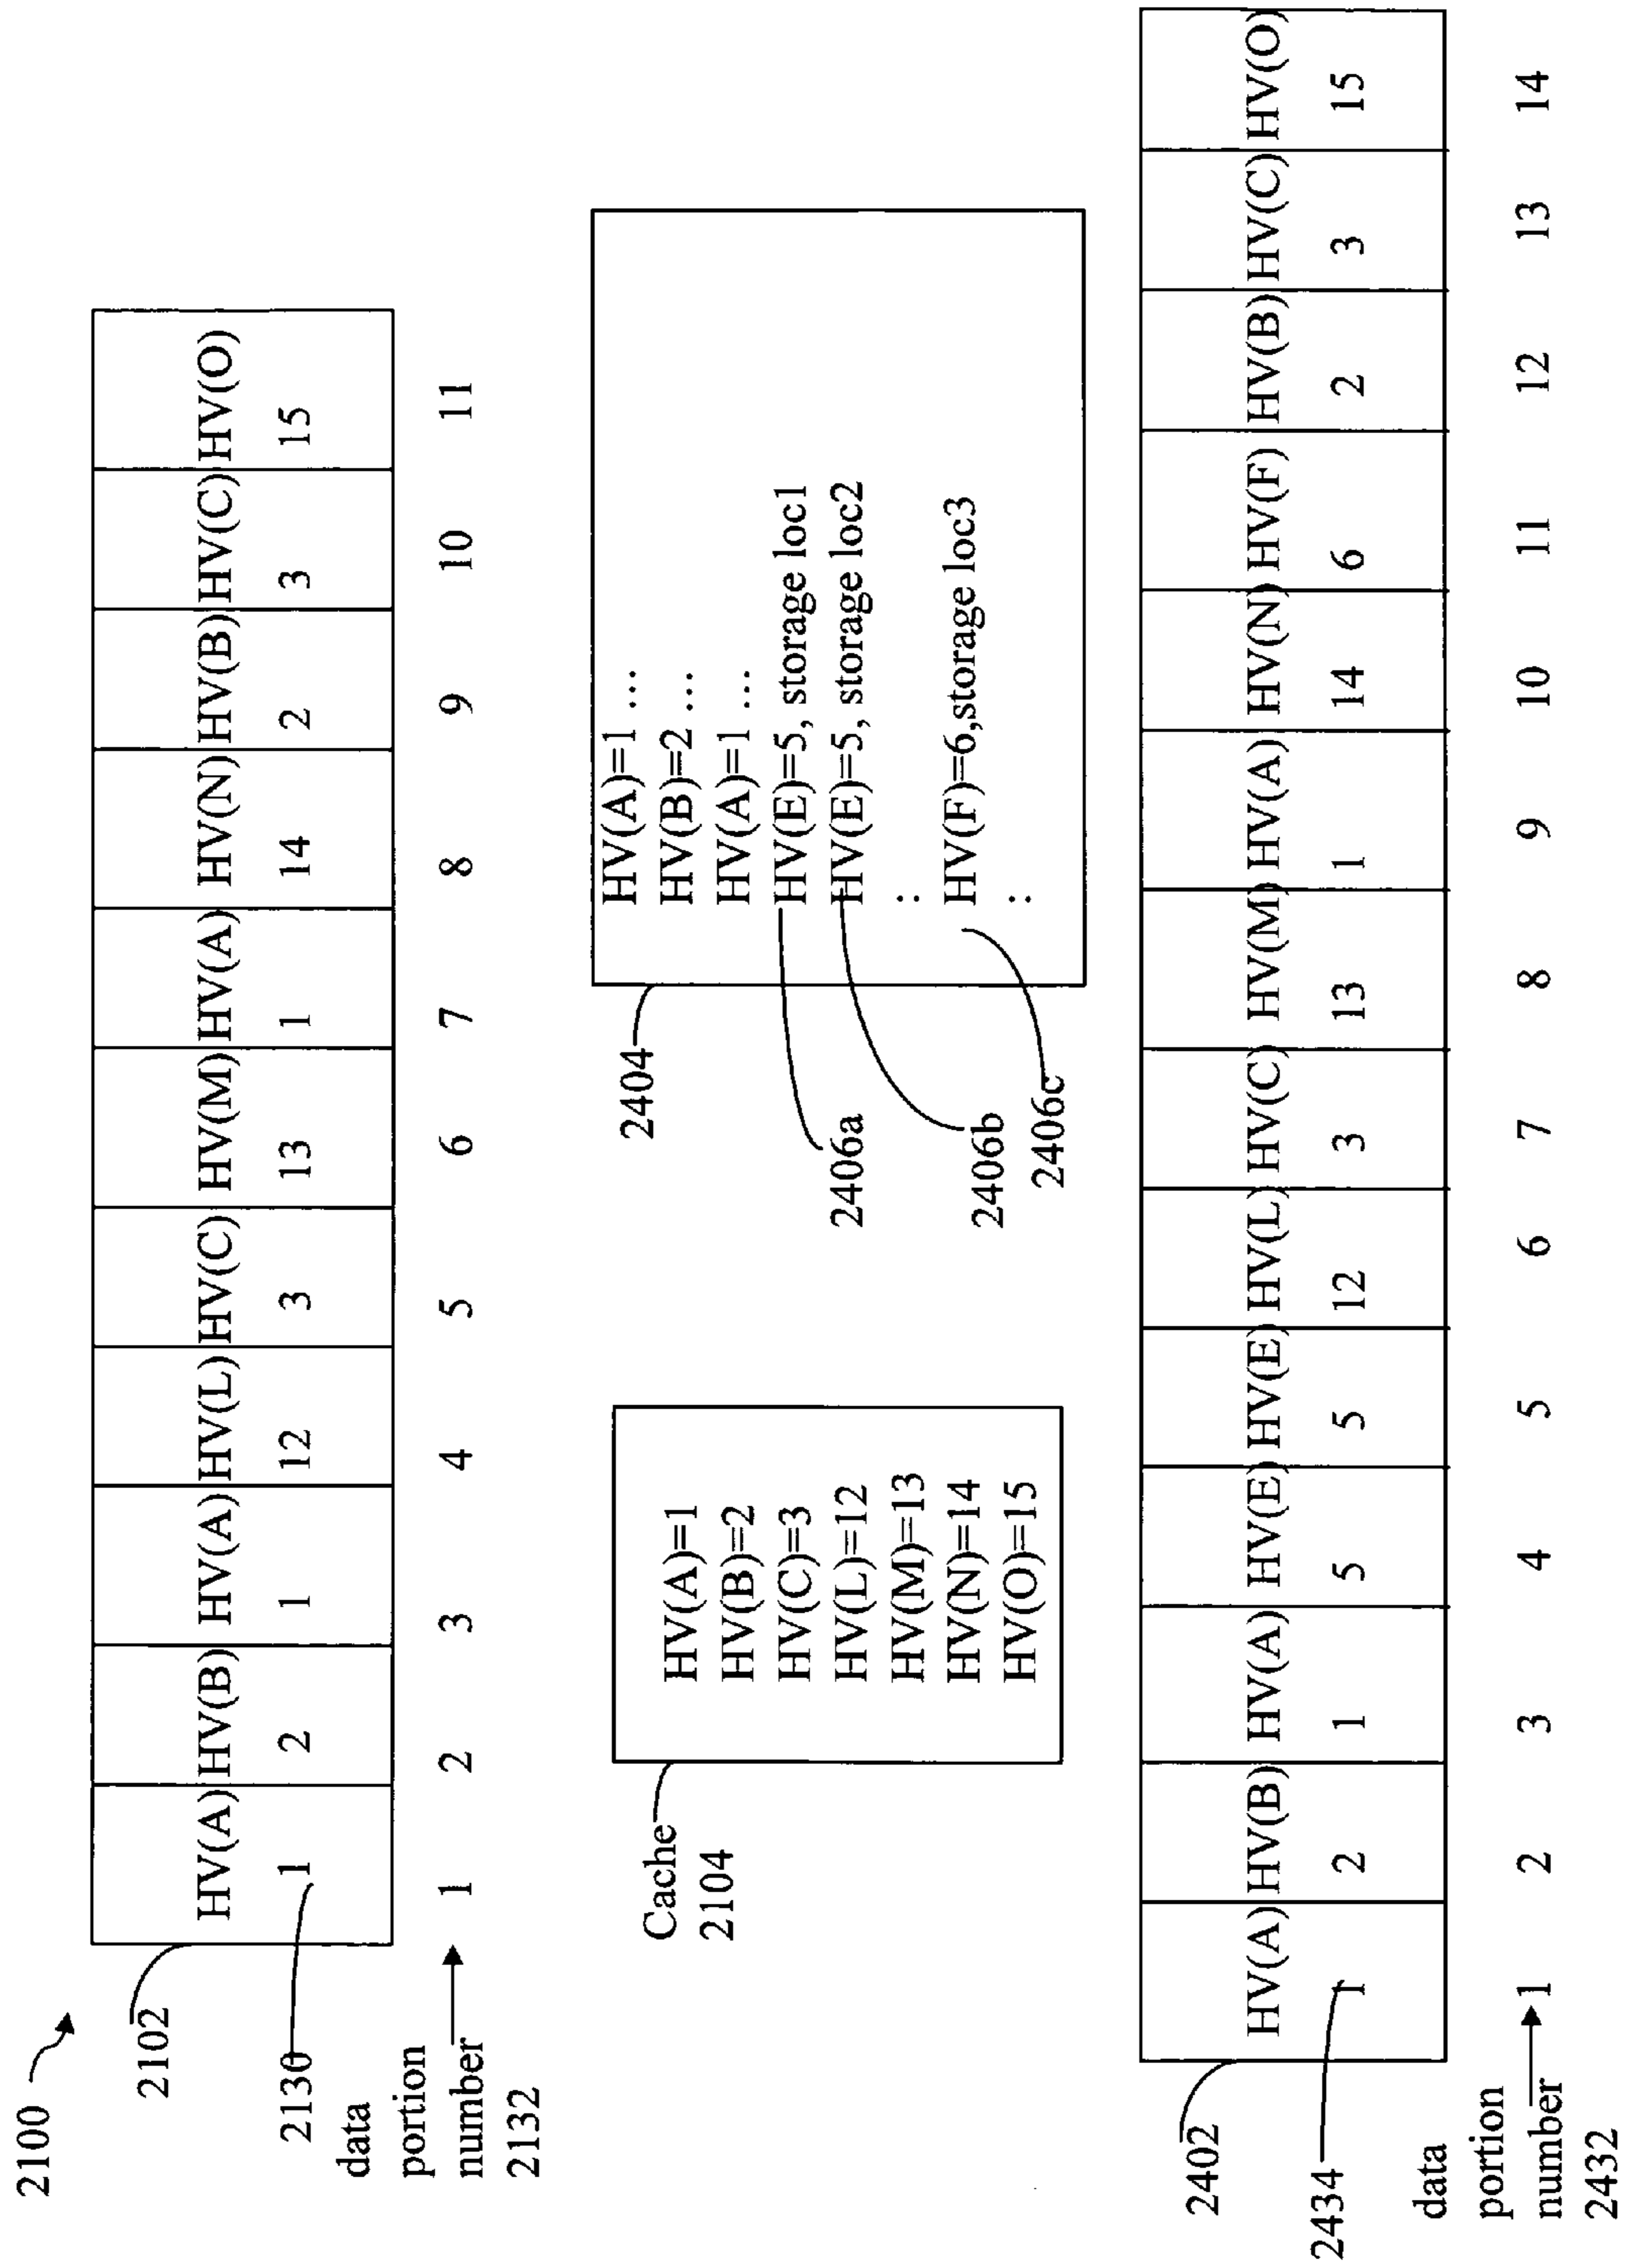 2100
2102
HV(A) HV(B) HV(A) HV(L) HV(C) HV(M) HV(A) HV(N) HV(B) HV(C) HV(O)
2130
1 2 1 12 3 13 1 14 2 3 15
data
portion
number
2132
1 2 3 4 5 6 7 8 9 10 11
Cache
2104
HV(A)=1
HV(B)=2
HV(C)=3
HV(L)=12
HV(M)=13
HV(N)=14
HV(O)=15
2404
HV(A)=1 ...
HV(B)=2 ...
HV(A)=1 ...
HV(E)=5, storage loc1
HV(E)=5, storage loc2
:
HV(F)=6,storage loc3
:
2406a
2406b
2406c
2402
HV(A) HV(B) HV(A) HV(E) HV(E) HV(L) HV(C) HV(M) HV(A) HV(N) HV(F) HV(B) HV(C) HV(O)
2434
1 2 1 5 5 12 3 13 1 14 6 2 3 15
data
portion
number
2432
1 2 3 4 5 6 7 8 9 10 11 12 13 14